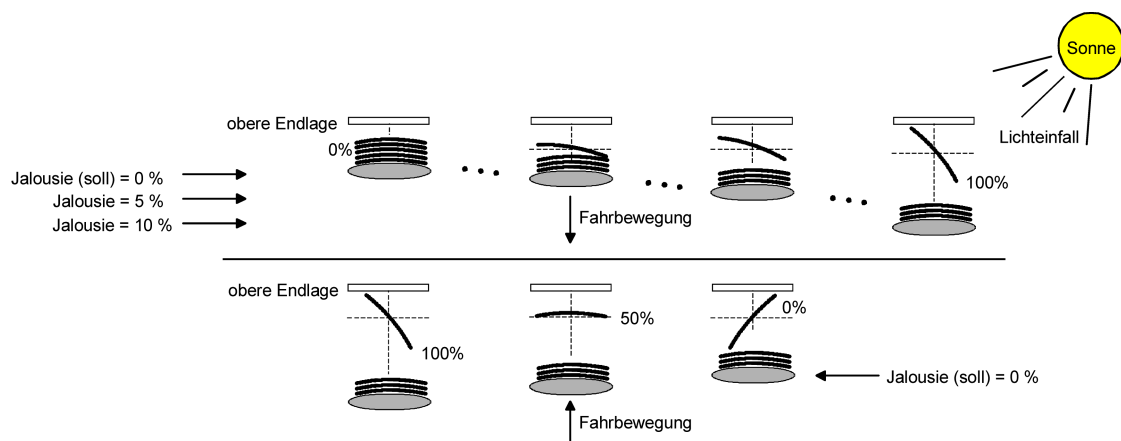 Sonne
Lichteinfall
obere Endlage
0%
100%
Jalousie (soll) = 0 %
Jalousie = 5 %
Jalousie = 10 %
Fahrbewegung
obere Endlage
100%
50%
0%
Jalousie (soll) = 0 %
Fahrbewegung